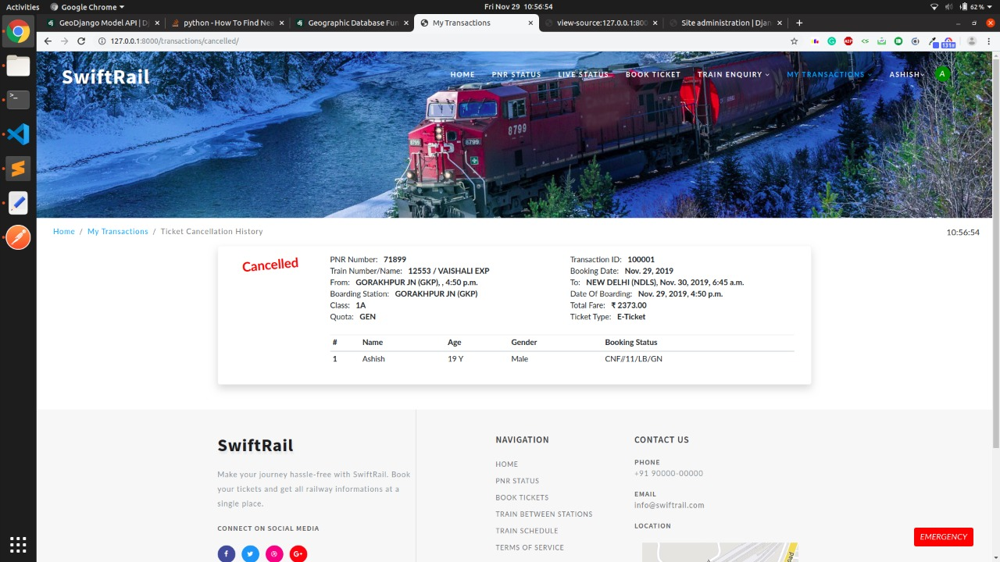 Activities Google Chrome Fri Nov 29 10:56:54 62 %
GeoDjango Model API | Dj
python - How To Find Nea
Geographic Database Fun
My Transactions
view-source:127.0.0.1:800
Site administration | Djan
127.0.0.1:8000/transactions/cancelled/
ABP
131#
SwiftRail
HOME PNR STATUS LIVE STATUS BOOK TICKET TRAIN ENQUIRY MY TRANSACTIONS ASHISH A
8799
8799 8799
Home / My Transactions / Ticket Cancellation History
10:56:54
Cancelled
PNR Number: 71899
Train Number/Name: 12553 / VAISHALI EXP
From: GORAKHPUR JN (GKP), , 4:50 p.m.
Boarding Station: GORAKHPUR JN (GKP)
Class: 1A
Quota: GEN
Transaction ID: 100001
Booking Date: Nov. 29, 2019
To: NEW DELHI (NDLS), Nov. 30, 2019, 6:45 a.m.
Date Of Boarding: Nov. 29, 2019, 4:50 p.m.
Total Fare: ₹ 2373.00
Ticket Type: E-Ticket
# Name Age Gender Booking Status
1 Ashish 19 Y Male CNF//11/LB/GN
SwiftRail
Make your journey hassle-free with SwiftRail. Book
your tickets and get all railway informations at a
single place.
CONNECT ON SOCIAL MEDIA
NAVIGATION
HOME
PNR STATUS
BOOK TICKETS
TRAIN BETWEEN STATIONS
TRAIN SCHEDULE
TERMS OF SERVICE
CONTACT US
PHONE
+91 90000-00000
EMAIL
info@swiftrail.com
LOCATION
EMERGENCY